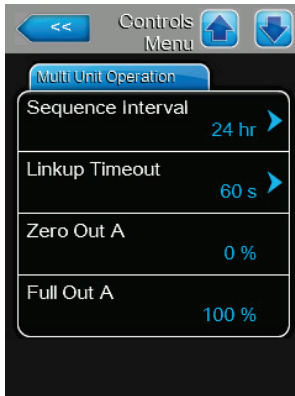 <<
Controls
Menu
Multi Unit Operation
Sequence Interval
24 hr
Linkup Timeout
60 s
Zero Out A
0 %
Full Out A
100 %